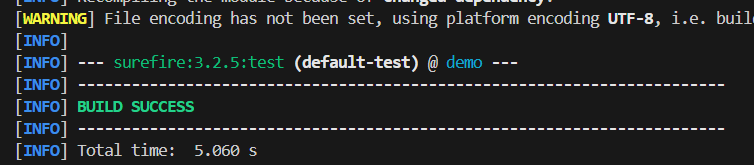 [INFO] Recompiling the module because of changed dependency.
[WARNING] File encoding has not been set, using platform encoding UTF-8, i.e. buil
[INFO]
[INFO] --- surefire:3.2.5:test (default-test) @ demo ---
[INFO] ------------------------------------------------------------------------
[INFO] BUILD SUCCESS
[INFO] ------------------------------------------------------------------------
[INFO] Total time:  5.060 s